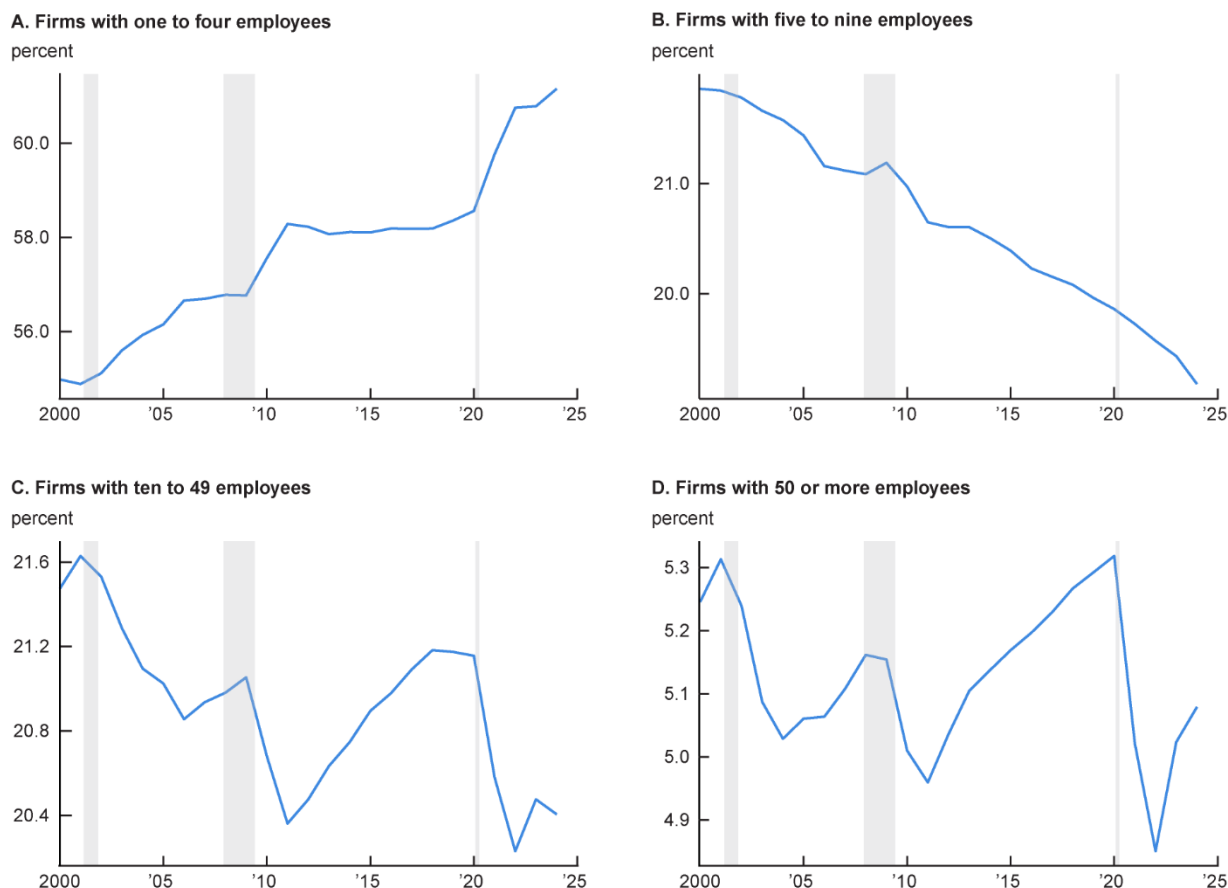 A. Firms with one to four employees
percent
60.0
58.0
56.0
2000 '05 '10 '15 '20 '25
B. Firms with five to nine employees
percent
21.0
20.0
2000 '05 '10 '15 '20 '25
C. Firms with ten to 49 employees
percent
21.6
21.2
20.8
20.4
2000 '05 '10 '15 '20 '25
D. Firms with 50 or more employees
percent
5.3
5.2
5.1
5.0
4.9
2000 '05 '10 '15 '20 '25